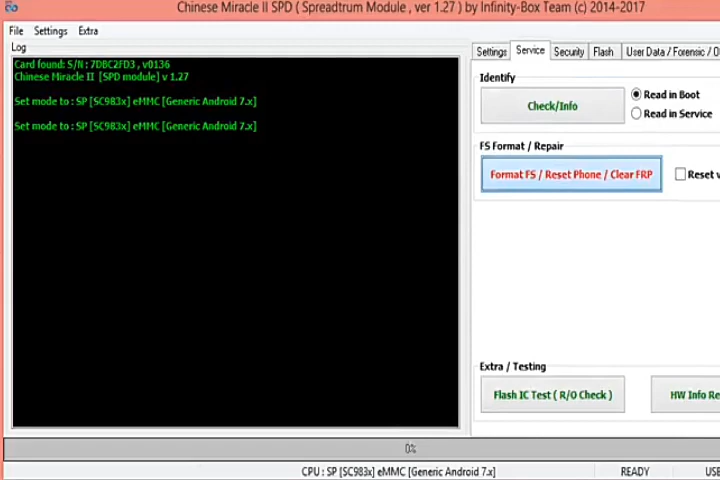 Chinese Miracle II SPD ( Spreadtrum Module , ver 1.27 ) by Infinity-Box Team (c) 2014-2017
File Settings Extra
Log
Card found: S/N : 7DBC2FD3 , v0136
Chinese Miracle II [SPD module] v 1.27
Set mode to : SP [SC983x] eMMC [Generic Android 7.x]
Set mode to : SP [SC983x] eMMC [Generic Android 7.x]
Settings Service Security Flash User Data / Forensic / D
Identify
Check/Info
Read in Boot
Read in Service
FS Format / Repair
Format FS / Reset Phone / Clear FRP
Reset
Extra / Testing
Flash IC Test ( R/O Check )
HW Info Re
0%
CPU : SP [SC983x] eMMC [Generic Android 7.x] READY USB